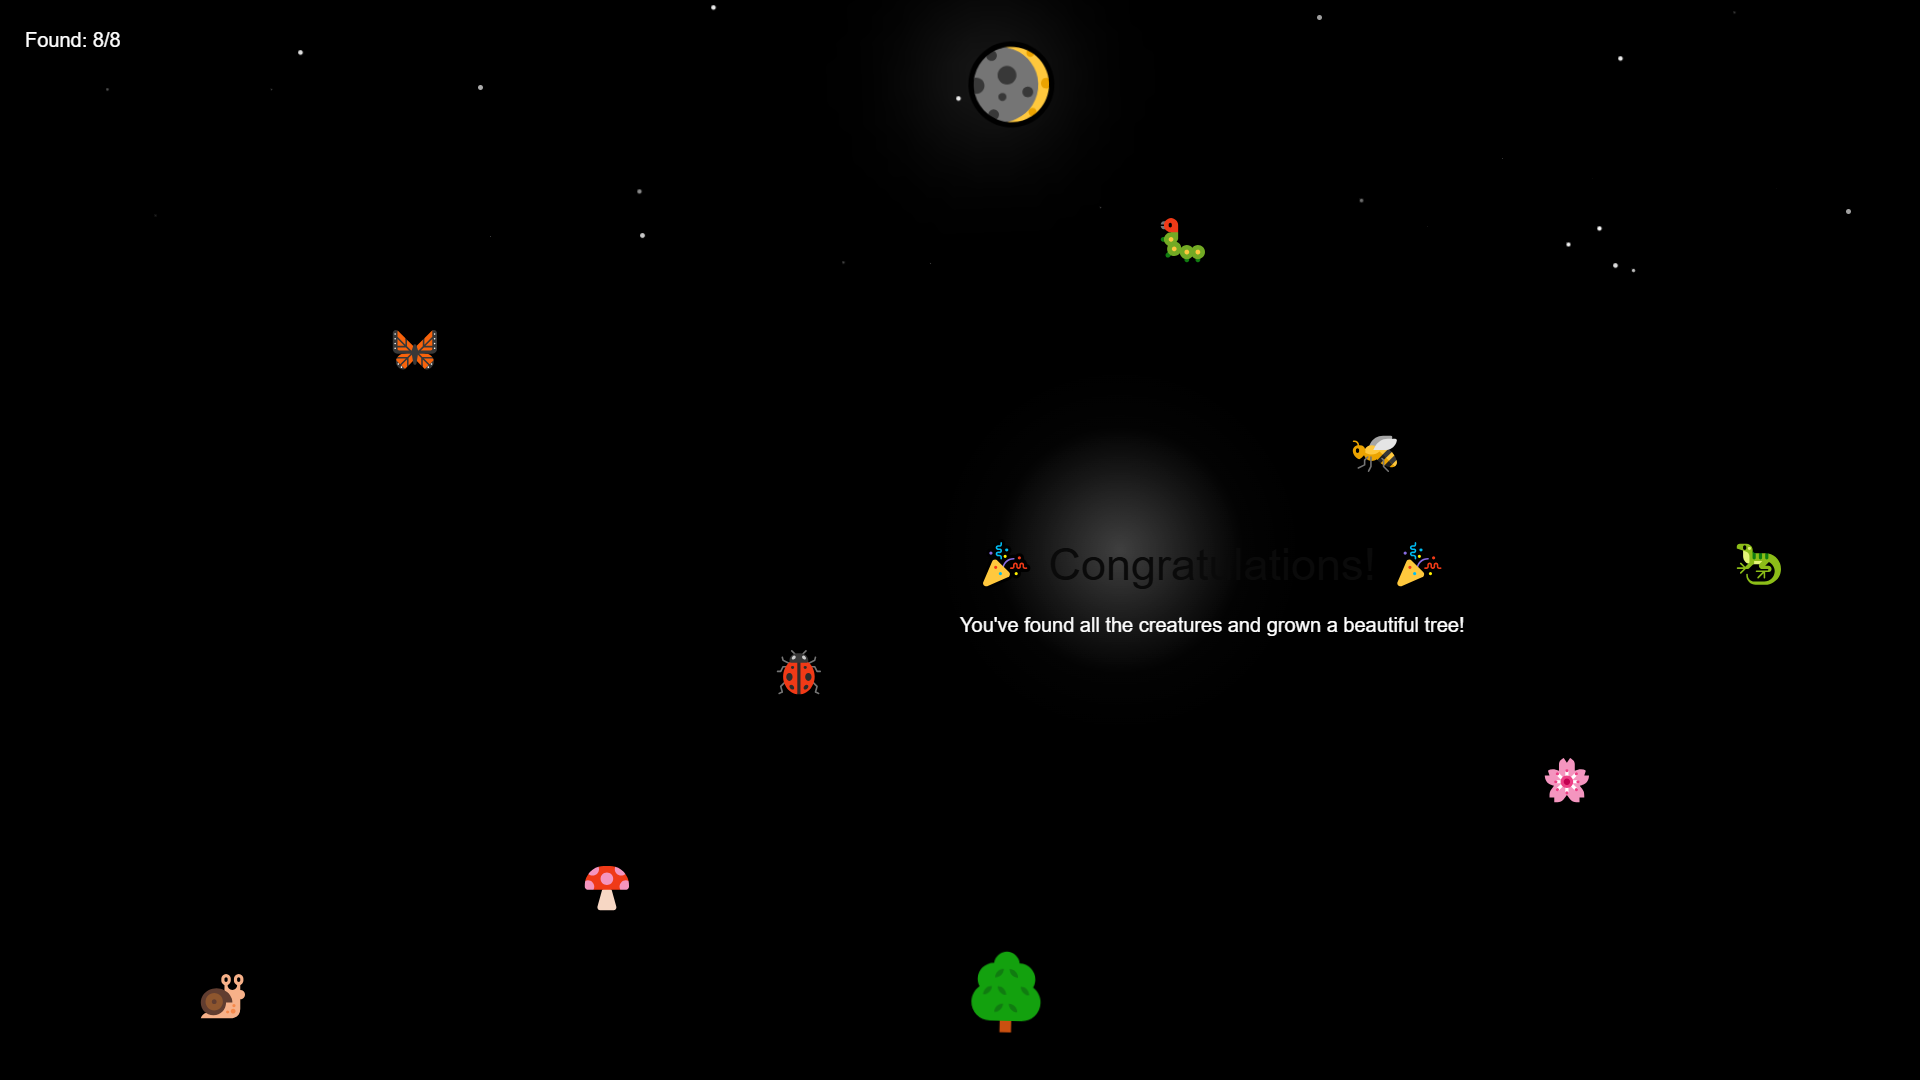 Found: 8/8
🎉 Congratulations! 🎉
You've found all the creatures and grown a beautiful tree!